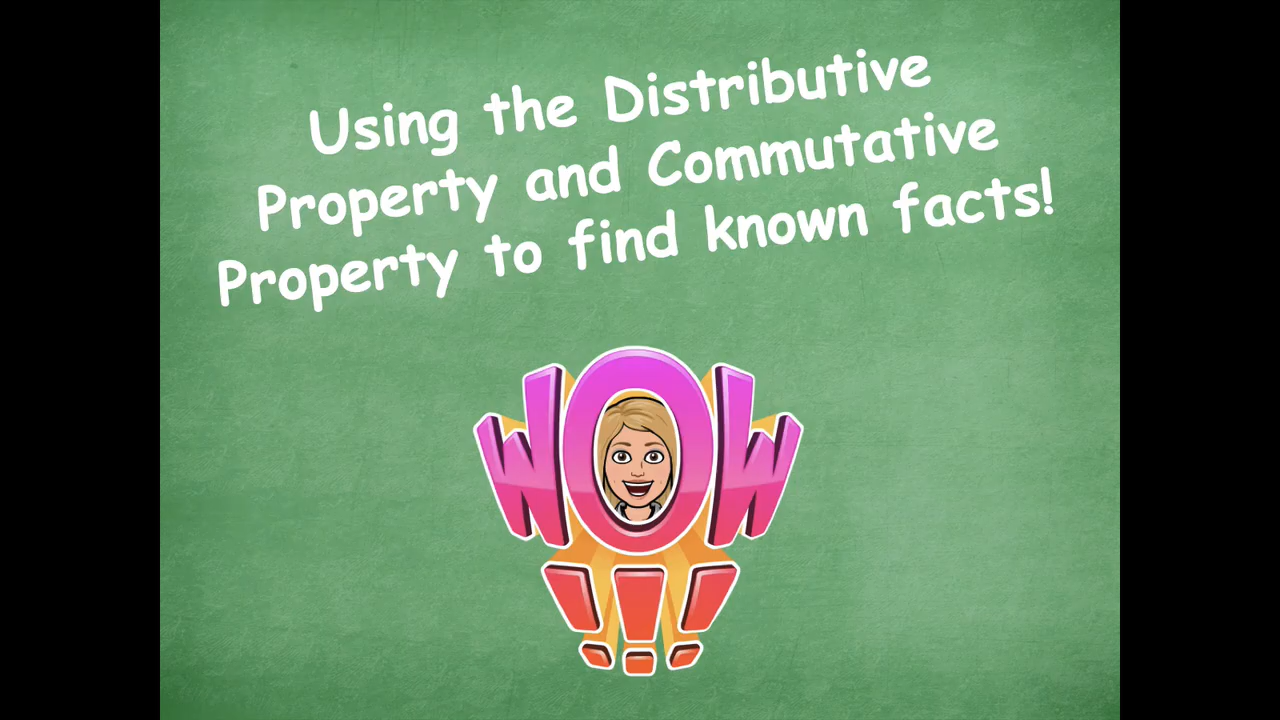 Using the Distributive
Property and Commutative
Property to find known facts!
WOW
!!!